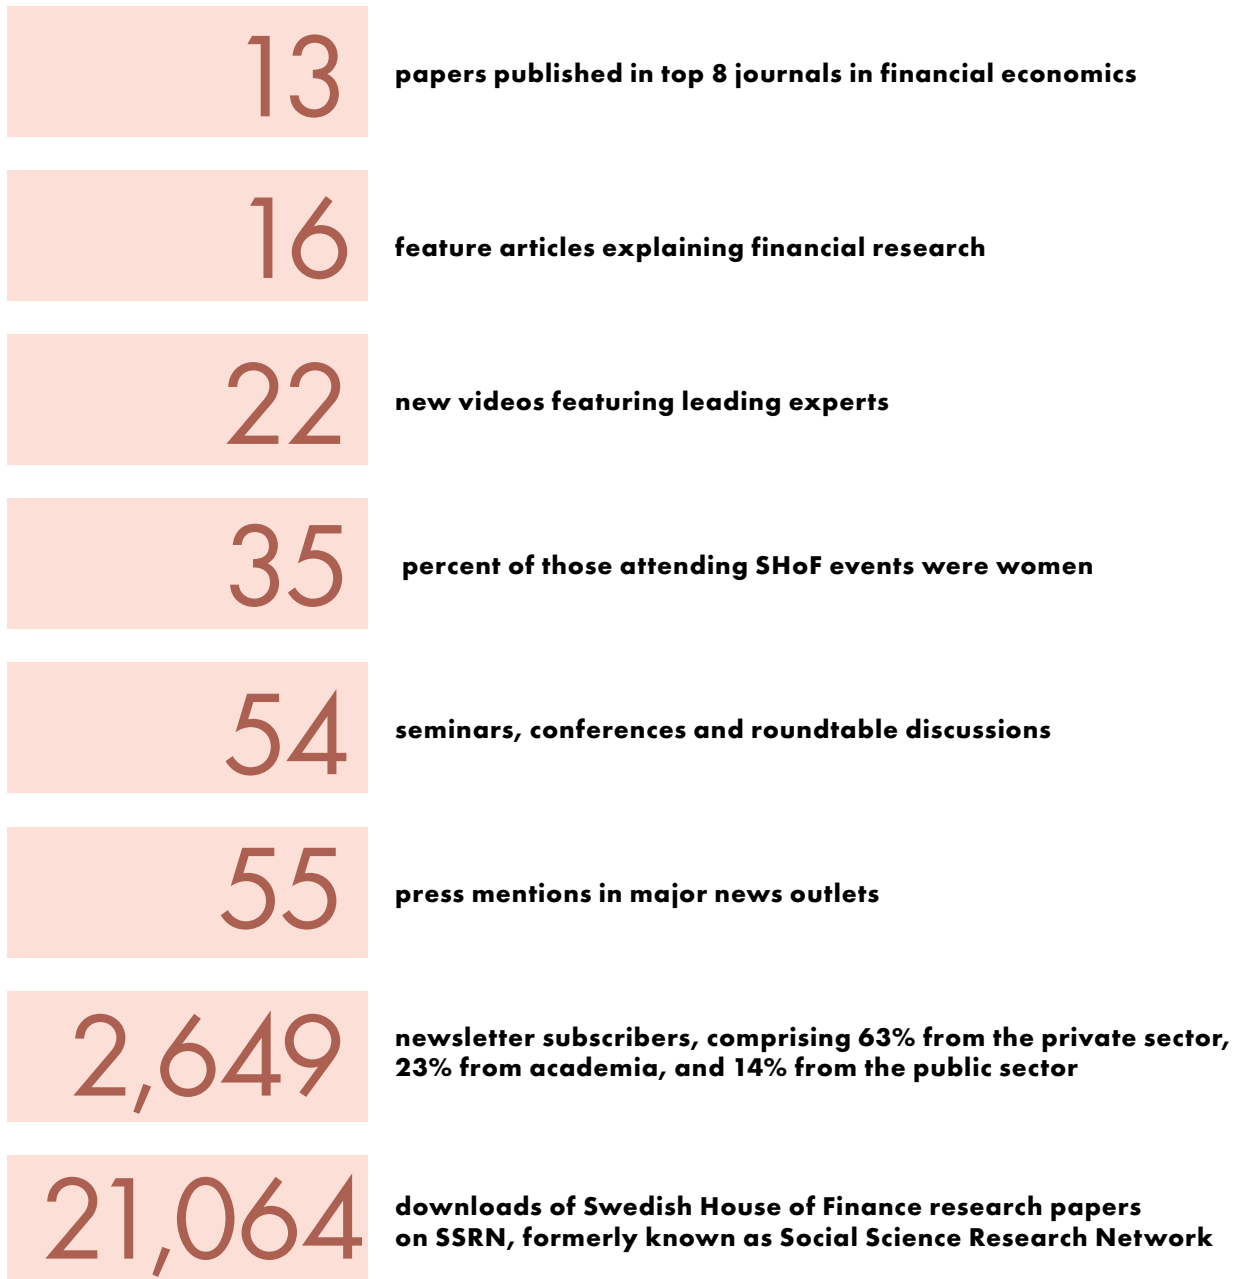 13
papers published in top 8 journals in financial economics
16
feature articles explaining financial research
22
new videos featuring leading experts
35
percent of those attending SHoF events were women
54
seminars, conferences and roundtable discussions
55
press mentions in major news outlets
2,649
newsletter subscribers, comprising 63% from the private sector,
23% from academia, and 14% from the public sector
21,064
downloads of Swedish House of Finance research papers
on SSRN, formerly known as Social Science Research Network